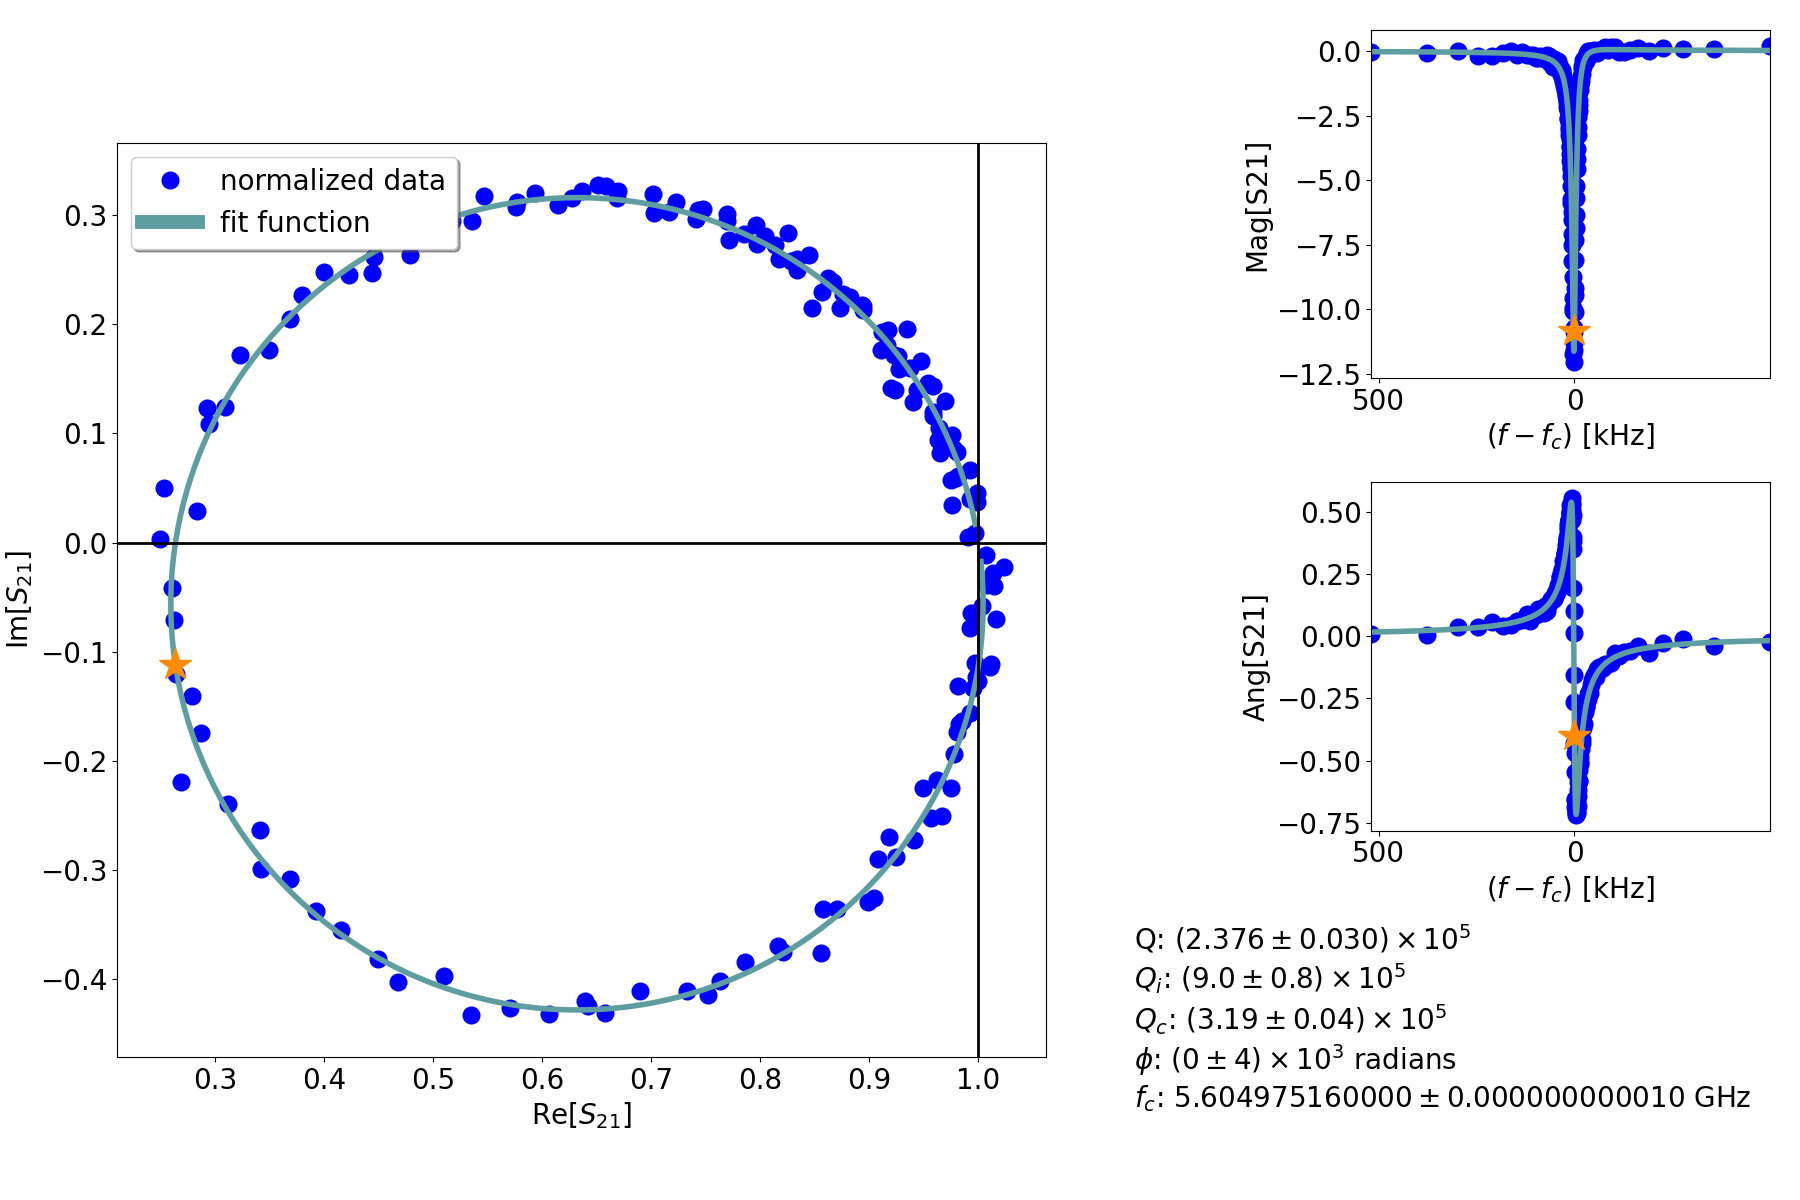 normalized data
fit function
0.3
0.2
0.1
0.0
−0.1
−0.2
−0.3
−0.4
Im[S21]
0.3 0.4 0.5 0.6 0.7 0.8 0.9 1.0
Re[S21]
0.0
−2.5
−5.0
−7.5
−10.0
−12.5
Mag[S21]
500 0
(f − fc) [kHz]
0.50
0.25
0.00
−0.25
−0.50
−0.75
Ang[S21]
500 0
(f − fc) [kHz]
Q: (2.376 ± 0.030) × 10^5
Qi: (9.0 ± 0.8) × 10^5
Qc: (3.19 ± 0.04) × 10^5
ϕ: (0 ± 4) × 10^3 radians
fc: 5.604975160000 ± 0.000000000010 GHz